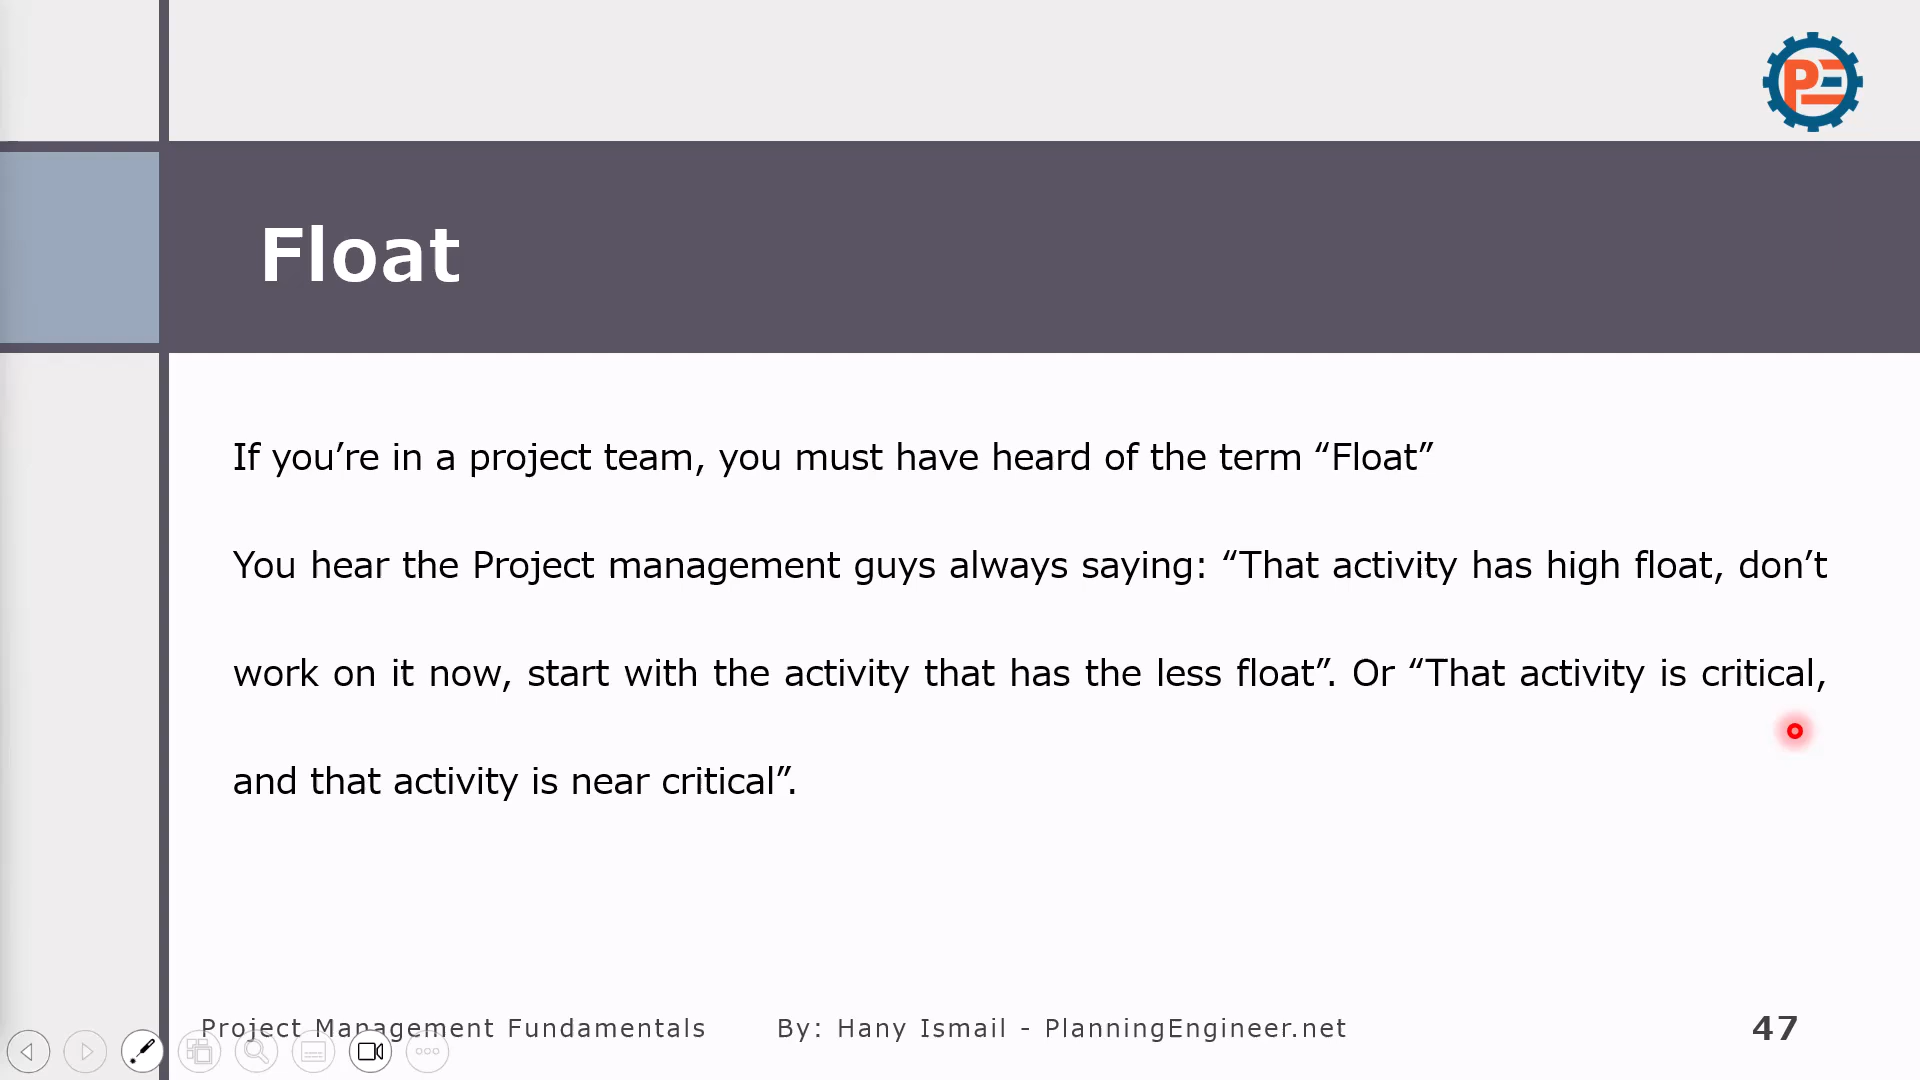 PE
Float
If you’re in a project team, you must have heard of the term “Float”
You hear the Project management guys always saying: “That activity has high float, don’t
work on it now, start with the activity that has the less float”. Or “That activity is critical,
and that activity is near critical”.
Project Management Fundamentals By: Hany Ismail - PlanningEngineer.net 47